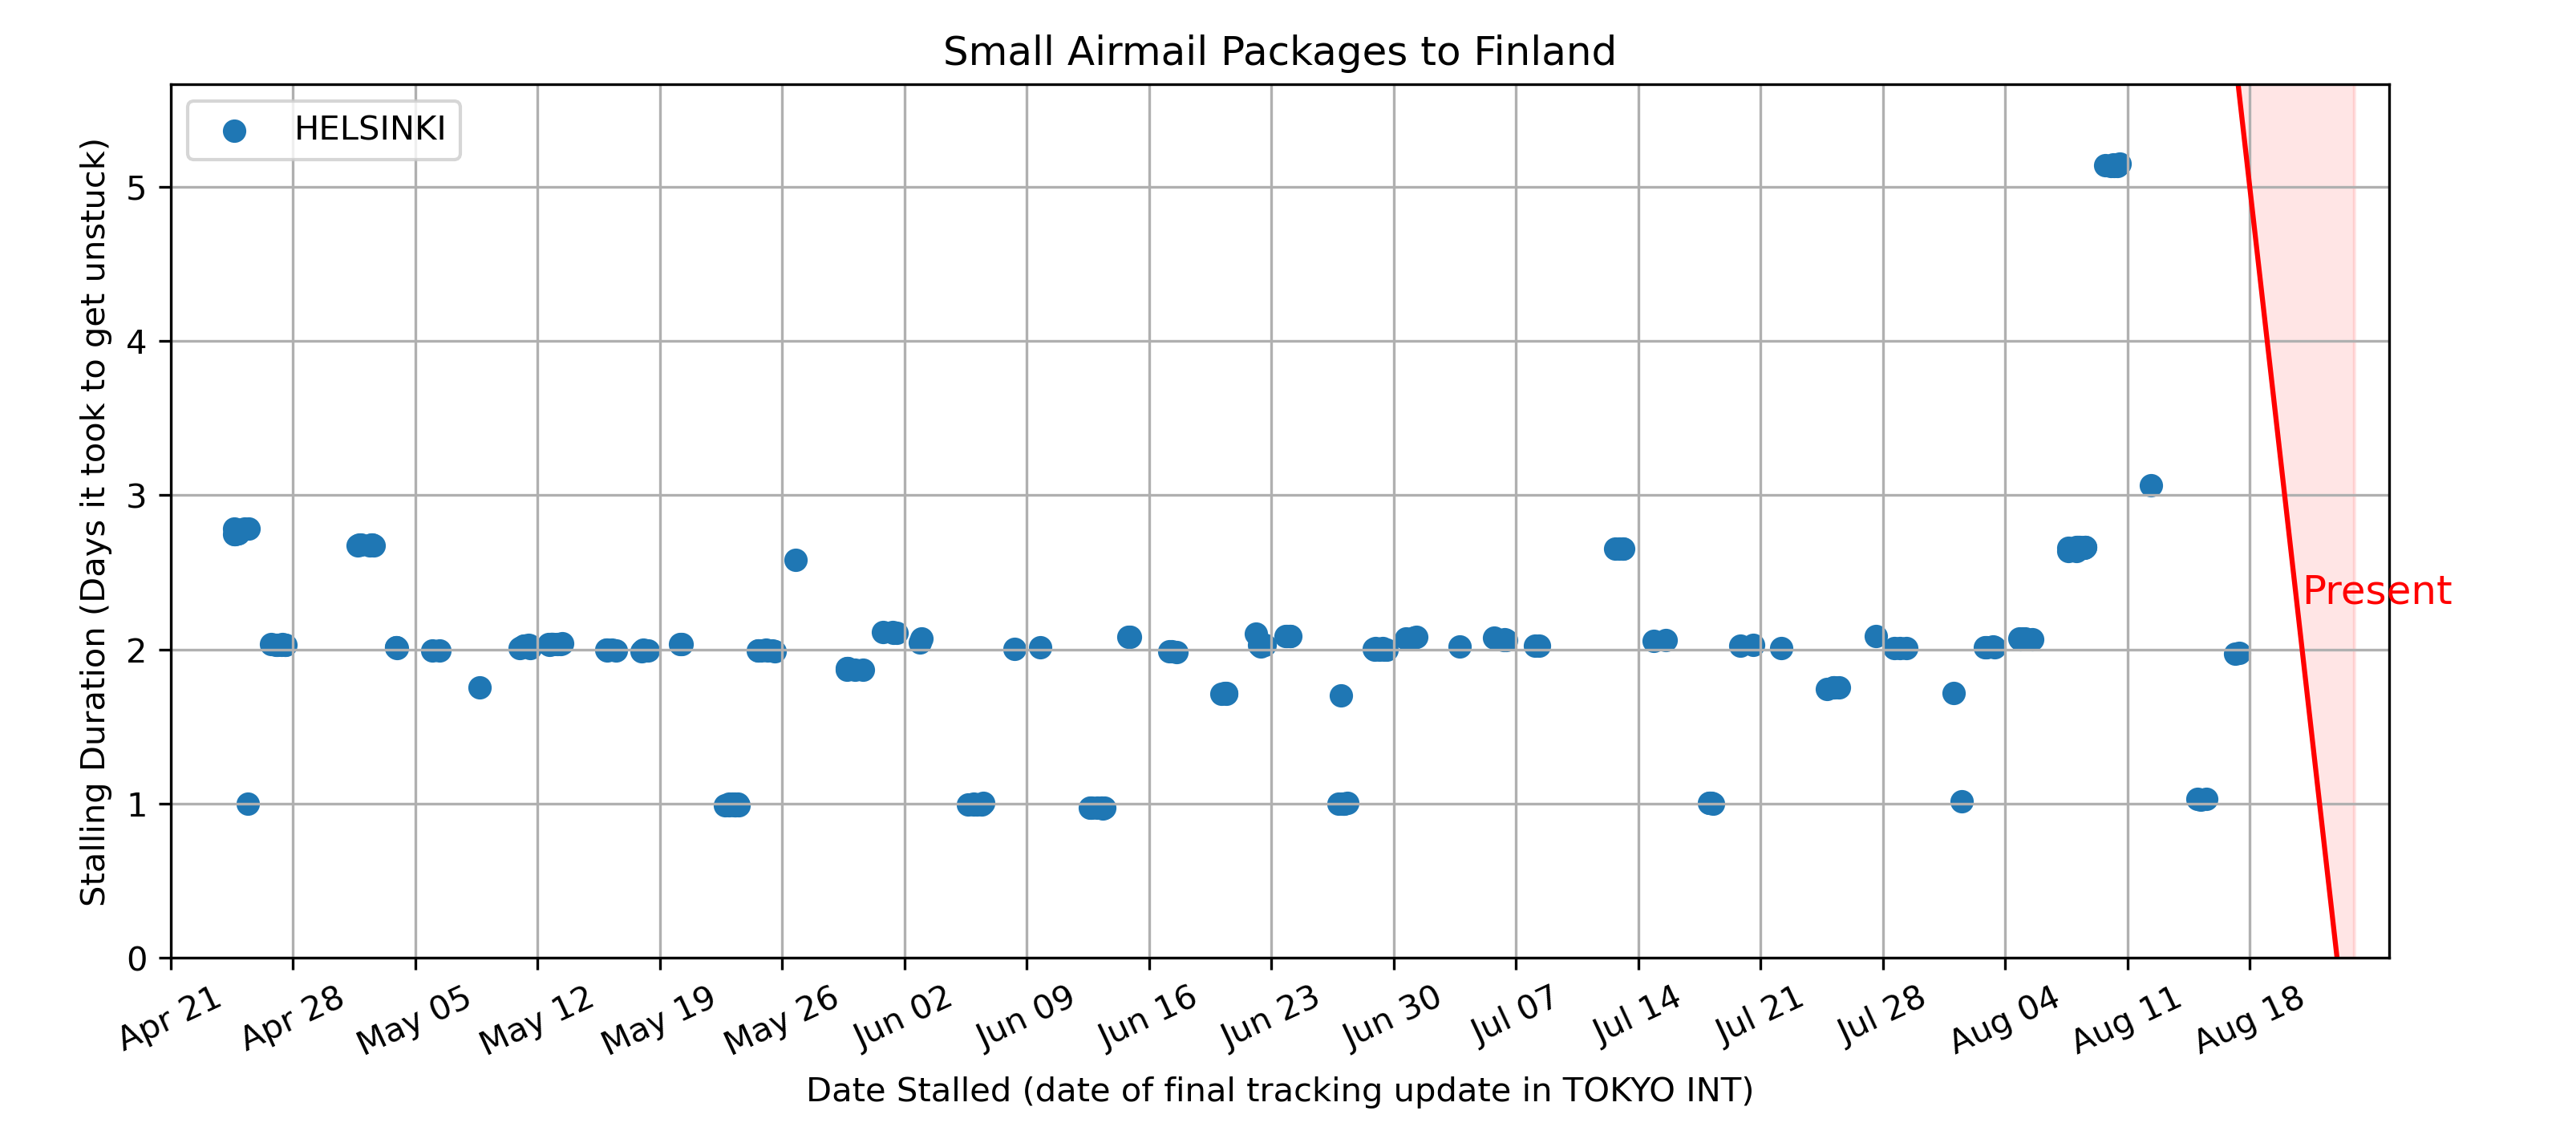 Small Airmail Packages to Finland
HELSINKI
Stalling Duration (Days it took to get unstuck)
5
4
3
2
1
0
Present
Apr 21
Apr 28
May 05
May 12
May 19
May 26
Jun 02
Jun 09
Jun 16
Jun 23
Jun 30
Jul 07
Jul 14
Jul 21
Jul 28
Aug 04
Aug 11
Aug 18
Date Stalled (date of final tracking update in TOKYO INT)